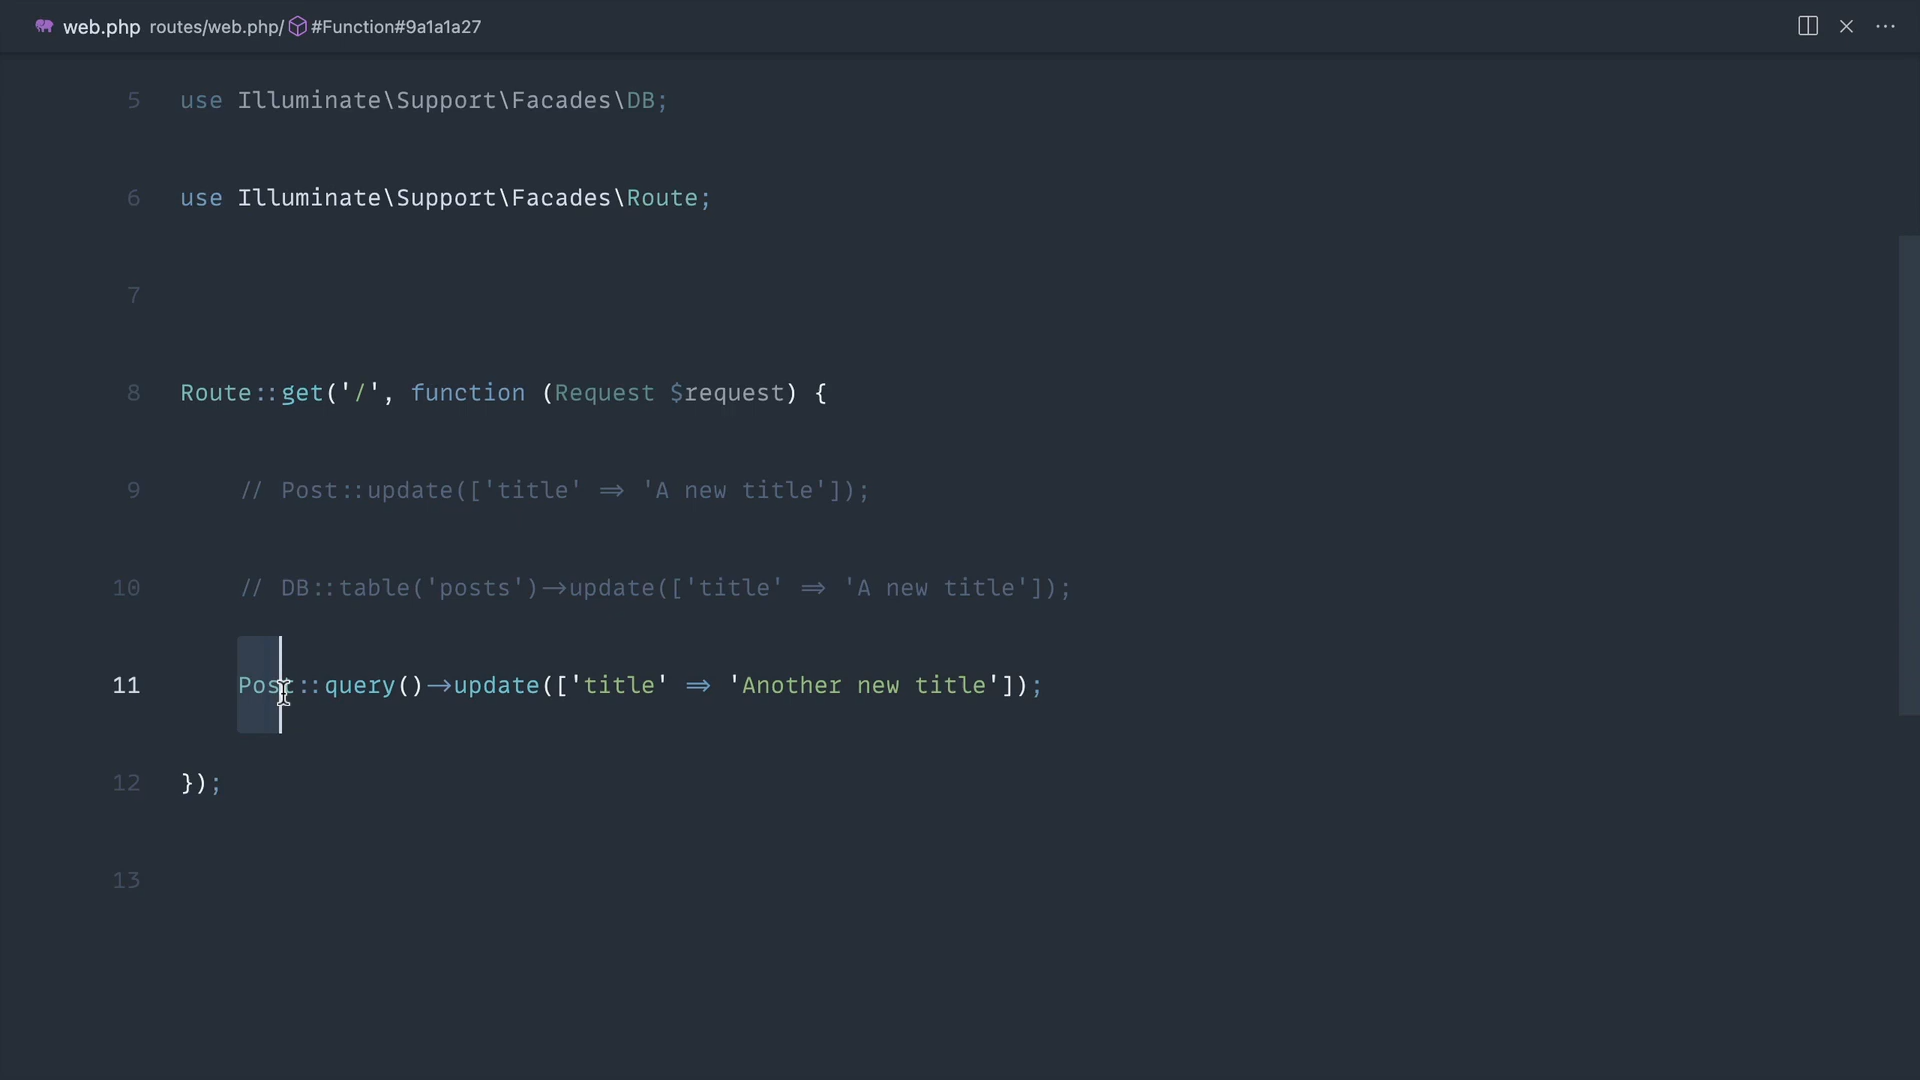 web.php routes/web.php/ #Function#9a1a1a27
5 use Illuminate\Support\Facades\DB;
6 use Illuminate\Support\Facades\Route;
7
8 Route::get('/', function (Request $request) {
9 // Post::update(['title' => 'A new title']);
10 // DB::table('posts')->update(['title' => 'A new title']);
11 Post::query()->update(['title' => 'Another new title']);
12 });
13